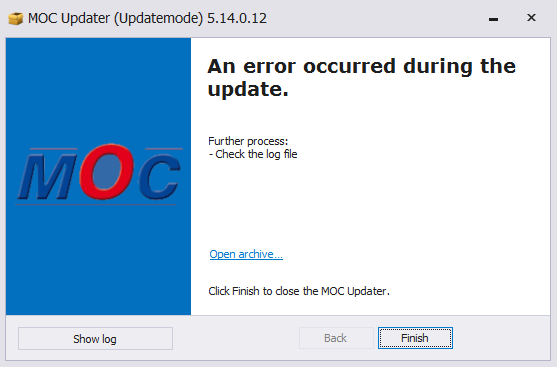 MOC Updater (Updatemode) 5.14.0.12
An error occurred during the
update.
Further process:
- Check the log file
MOC
Open archive...
Click Finish to close the MOC Updater.
Show log
Back
Finish